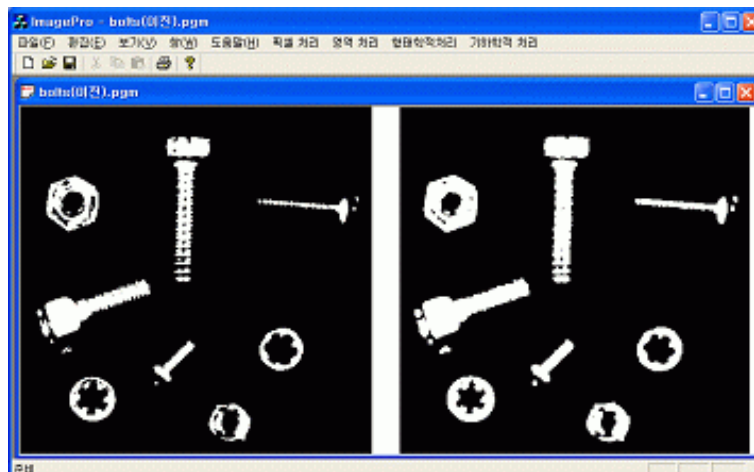 ImagePro - bolts(이진).pgm
파일(F) 편집(E) 보기(V) 창(W) 도움말(H) 픽셀 처리 영역 처리 형태학적처리 기하학적 처리
bolts(이진).pgm
준비